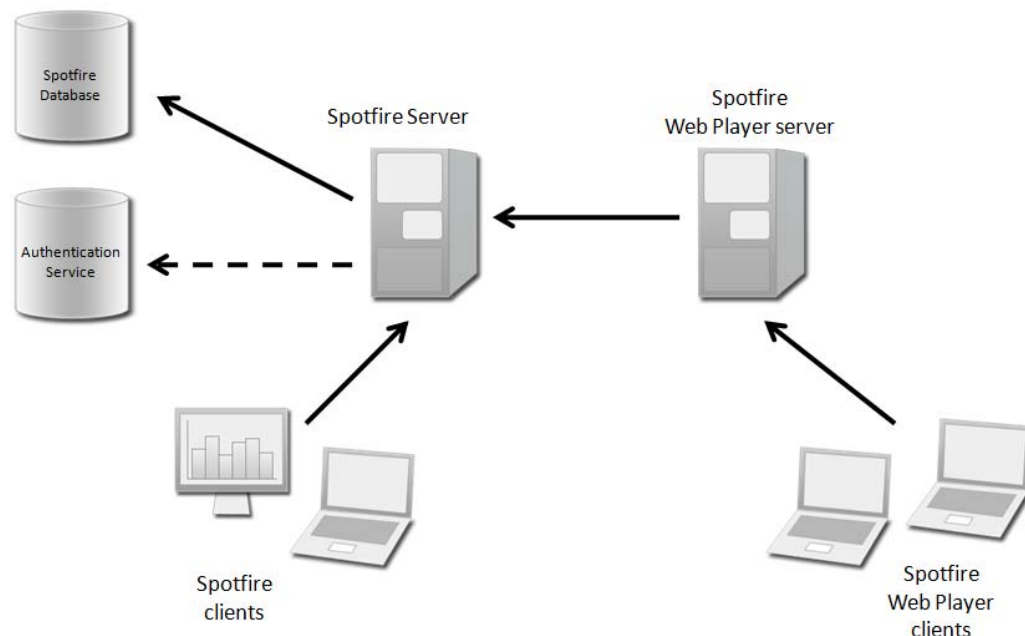 Spotfire
Database
Spotfire Server
Spotfire
Web Player server
Authentication
Service
Spotfire
clients
Spotfire
Web Player
clients